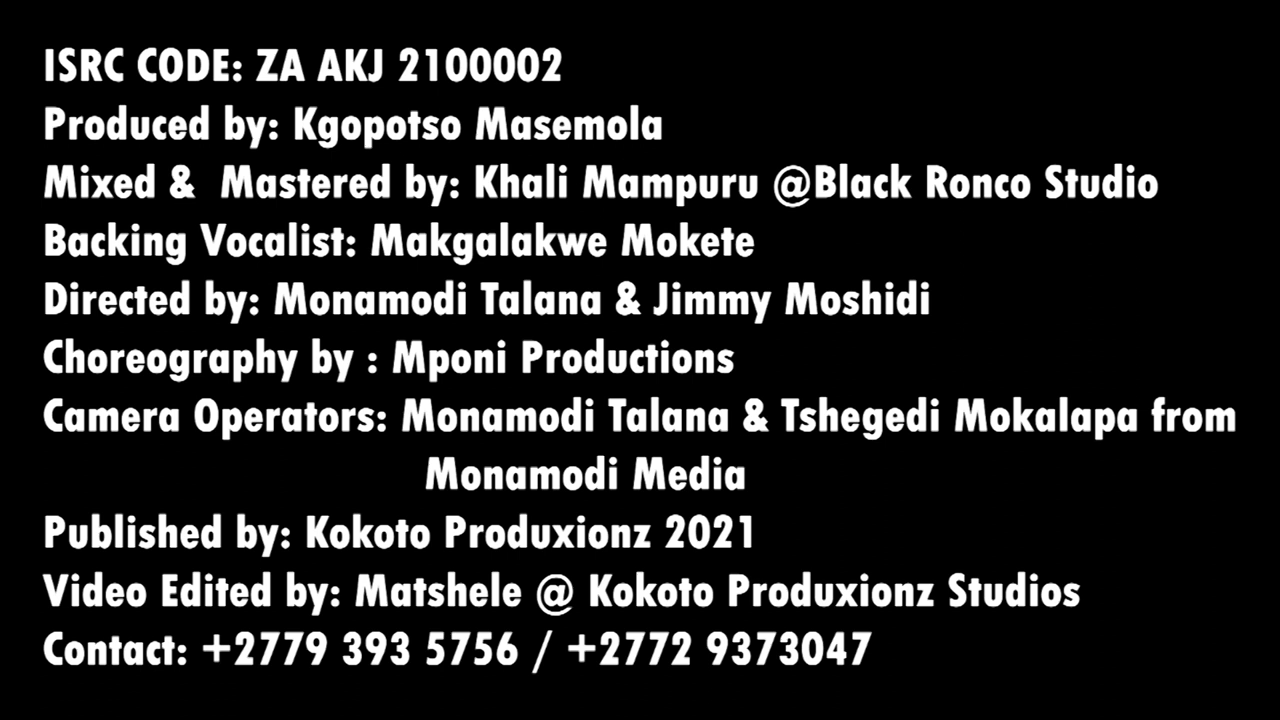 ISRC CODE: ZA AKJ 2100002
Produced by: Kgopotso Masemola
Mixed &  Mastered by: Khali Mampuru @Black Ronco Studio
Backing Vocalist: Makgalakwe Mokete
Directed by: Monamodi Talana & Jimmy Moshidi
Choreography by : Mponi Productions
Camera Operators: Monamodi Talana & Tshegedi Mokalapa from
Monamodi Media
Published by: Kokoto Produxionz 2021
Video Edited by: Matshele @ Kokoto Produxionz Studios
Contact: +2779 393 5756 / +2772 9373047